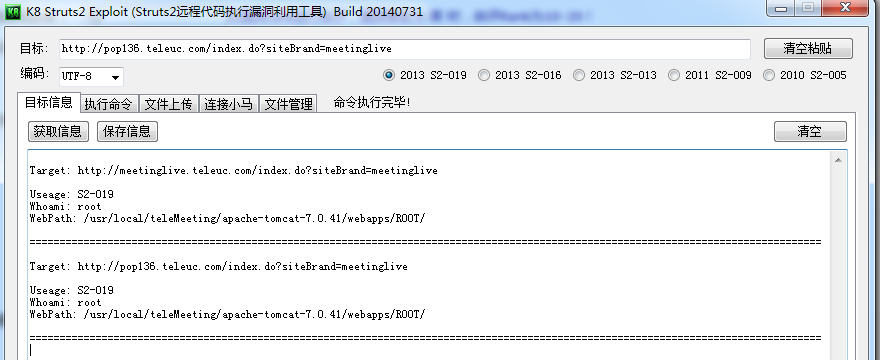 K8 Struts2 Exploit (Struts2远程代码执行漏洞利用工具) Build 20140731
目标: http://pop136.teleuc.com/index.do?siteBrand=meetinglive 清空粘贴
编码: UTF-8 2013 S2-019 2013 S2-016 2013 S2-013 2011 S2-009 2010 S2-005
目标信息 执行命令 文件上传 连接小马 文件管理 命令执行完毕!
获取信息 保存信息 清空
Target: http://meetinglive.teleuc.com/index.do?siteBrand=meetinglive
Useage: S2-019
Whoami: root
WebPath: /usr/local/teleMeeting/apache-tomcat-7.0.41/webapps/ROOT/
Target: http://pop136.teleuc.com/index.do?siteBrand=meetinglive
Useage: S2-019
Whoami: root
WebPath: /usr/local/teleMeeting/apache-tomcat-7.0.41/webapps/ROOT/